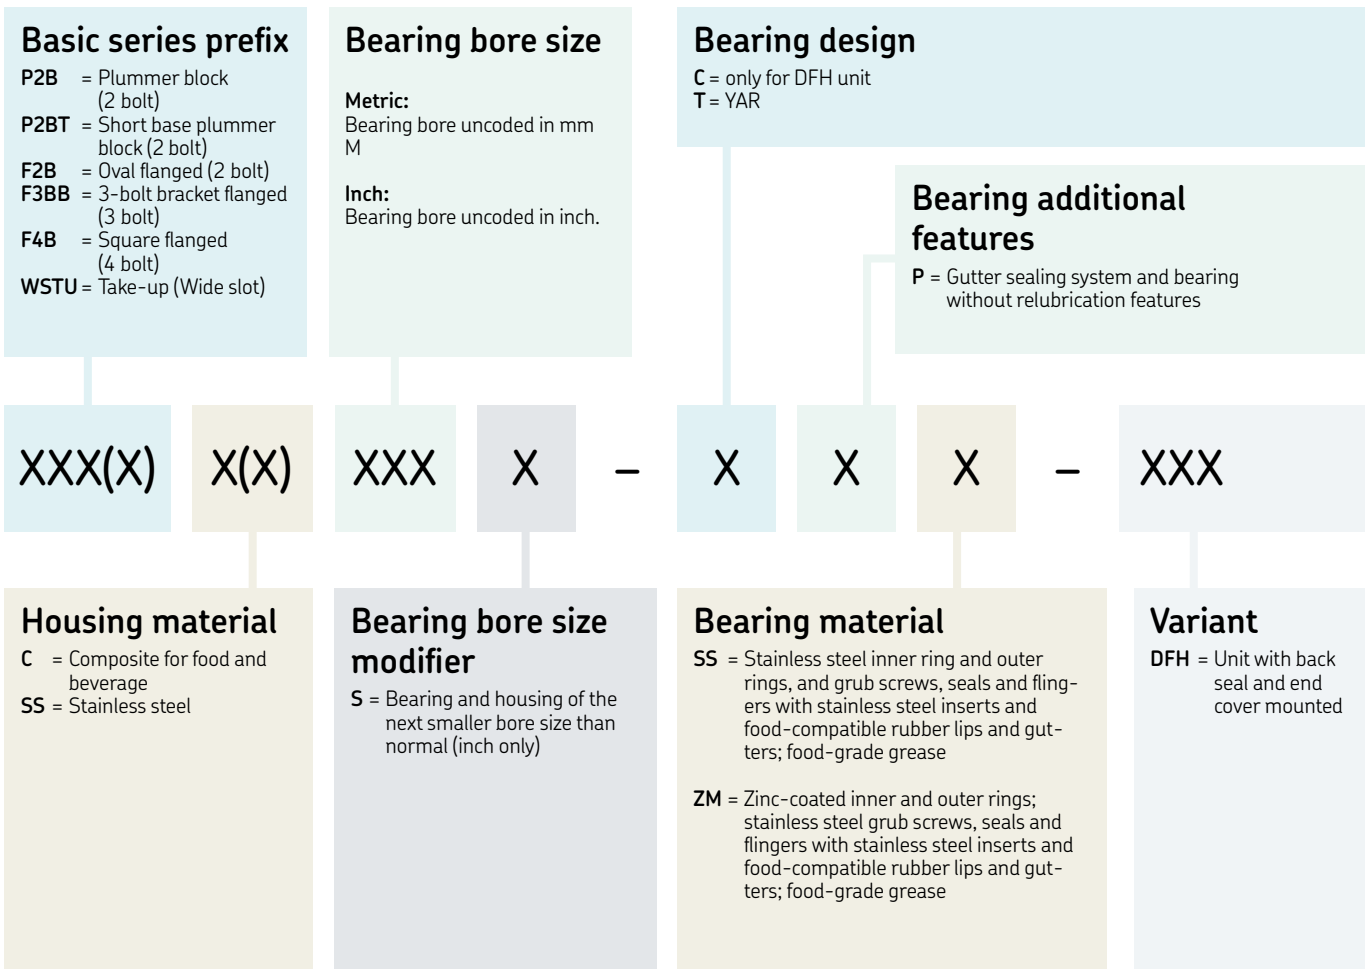 Basic series prefix
P2B = Plummer block
(2 bolt)
P2BT = Short base plummer
block (2 bolt)
F2B = Oval flanged (2 bolt)
F3BB = 3-bolt bracket flanged
(3 bolt)
F4B = Square flanged
(4 bolt)
WSTU = Take-up (Wide slot)
Bearing bore size
Metric:
Bearing bore uncoded in mm
M
Inch:
Bearing bore uncoded in inch.
Bearing design
C = only for DFH unit
T = YAR
Bearing additional
features
P = Gutter sealing system and bearing
without relubrication features
XXX(X) X(X) XXX X – X X X – XXX
Housing material
C = Composite for food and
beverage
SS = Stainless steel
Bearing bore size
modifier
S = Bearing and housing of the
next smaller bore size than
normal (inch only)
Bearing material
SS = Stainless steel inner ring and outer
rings, and grub screws, seals and fling-
ers with stainless steel inserts and
food-compatible rubber lips and gut-
ters; food-grade grease
ZM = Zinc-coated inner and outer rings;
stainless steel grub screws, seals and
flingers with stainless steel inserts and
food-compatible rubber lips and gut-
ters; food-grade grease
Variant
DFH = Unit with back
seal and end
cover mounted